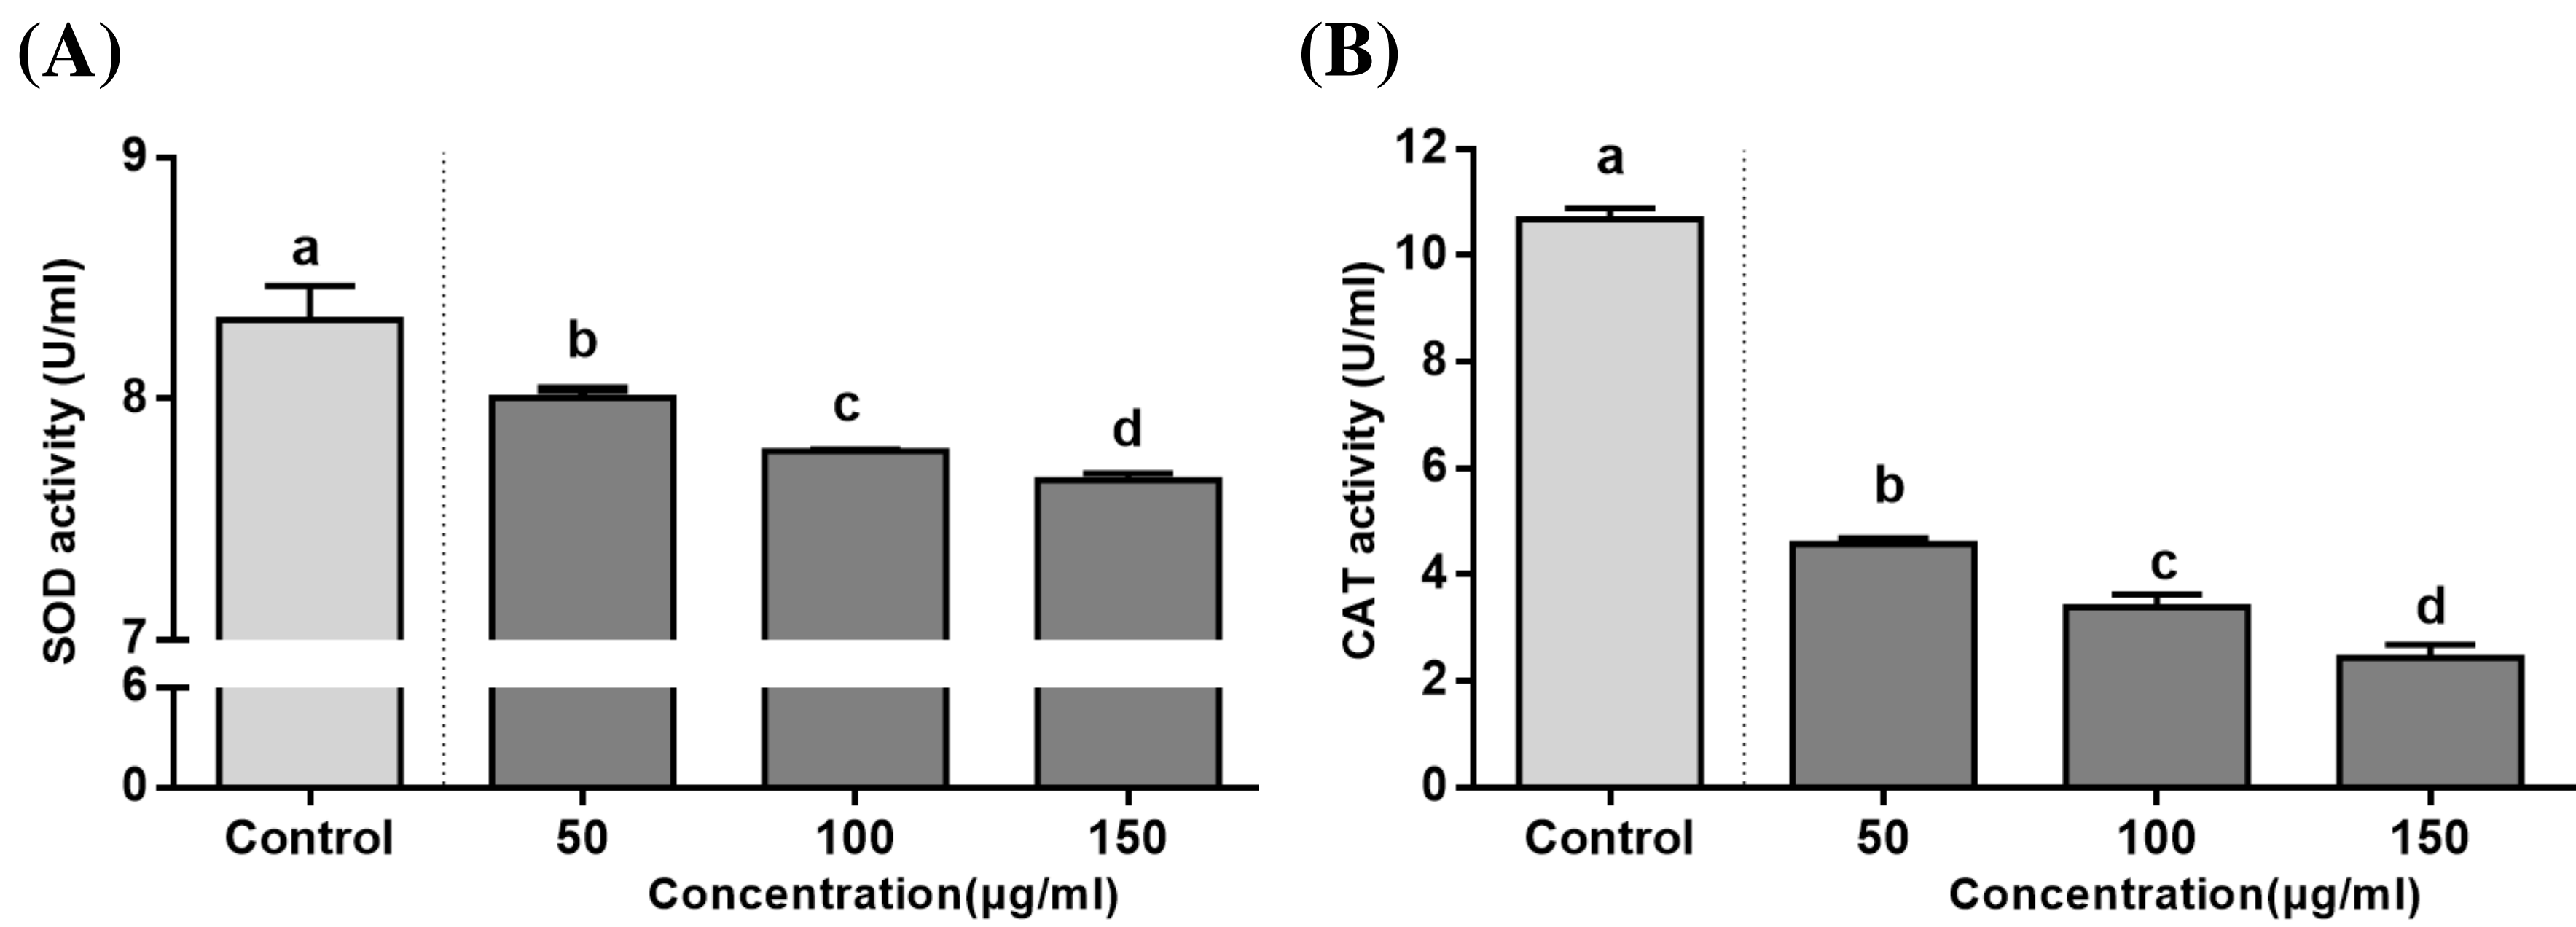 (A)
SOD activity (U/ml)
9
8
7
6
0
a
b
c
d
Control 50 100 150
Concentration(μg/ml)
(B)
CAT activity (U/ml)
12
10
8
6
4
2
0
a
b
c
d
Control 50 100 150
Concentration(μg/ml)